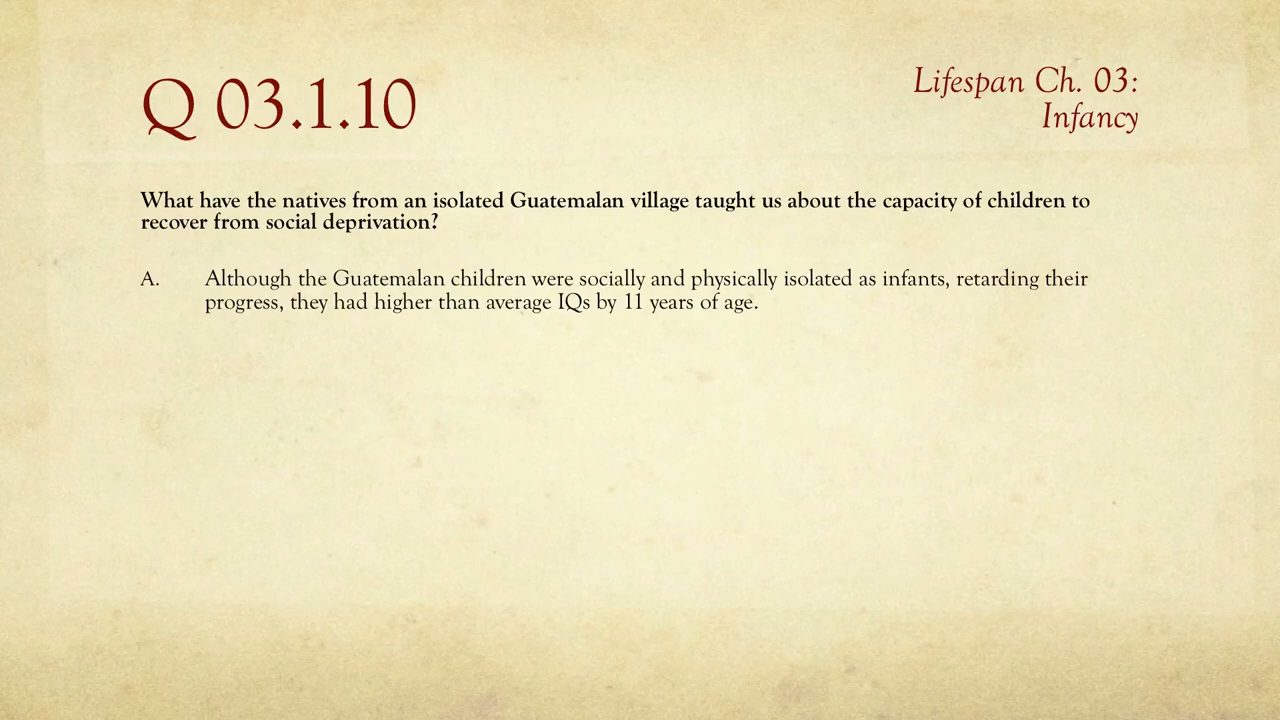 Q 03.1.10
Lifespan Ch. 03:
Infancy
What have the natives from an isolated Guatemalan village taught us about the capacity of children to
recover from social deprivation?
A. Although the Guatemalan children were socially and physically isolated as infants, retarding their
progress, they had higher than average IQs by 11 years of age.